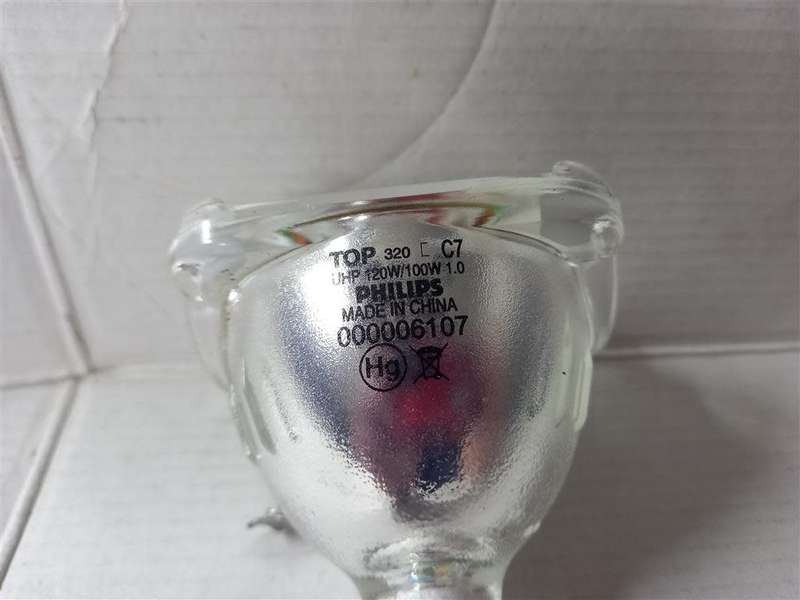 TOP 320 E C7
UHP 120W/100W 1.0
PHILIPS
MADE IN CHINA
000006107
Hg